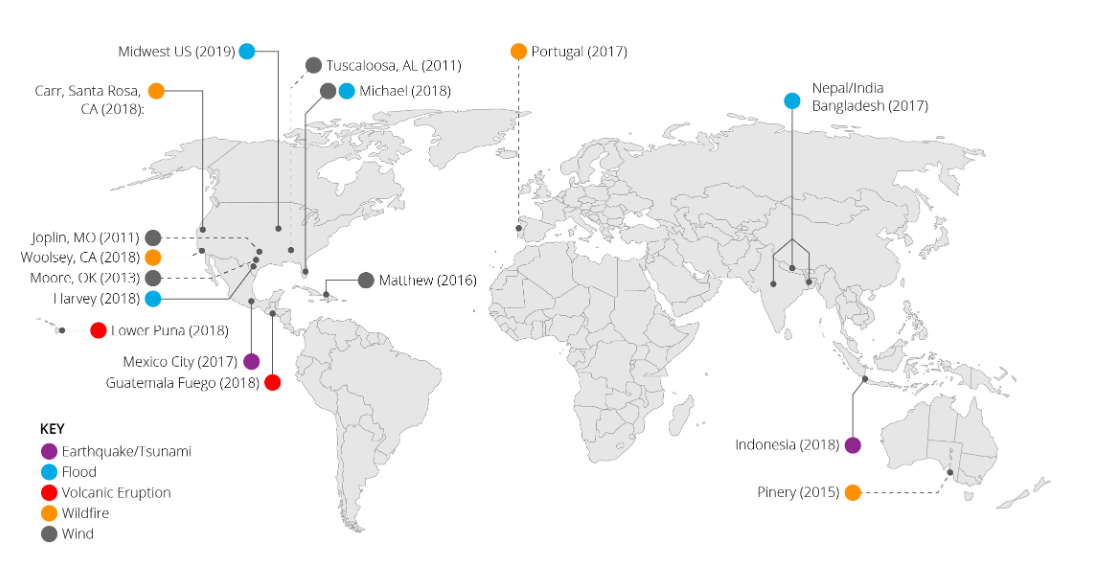 Midwest US (2019)
Tuscaloosa, AL (2011)
Portugal (2017)
Carr, Santa Rosa,
CA (2018):
Michael (2018)
Nepal/India
Bangladesh (2017)
Joplin, MO (2011)
Woolsey, CA (2018)
Moore, OK (2013)
Harvey (2018)
Matthew (2016)
Lower Puna (2018)
Mexico City (2017)
Guatemala Fuego (2018)
KEY
Earthquake/Tsunami
Flood
Volcanic Eruption
Wildfire
Wind
Indonesia (2018)
Pinery (2015)